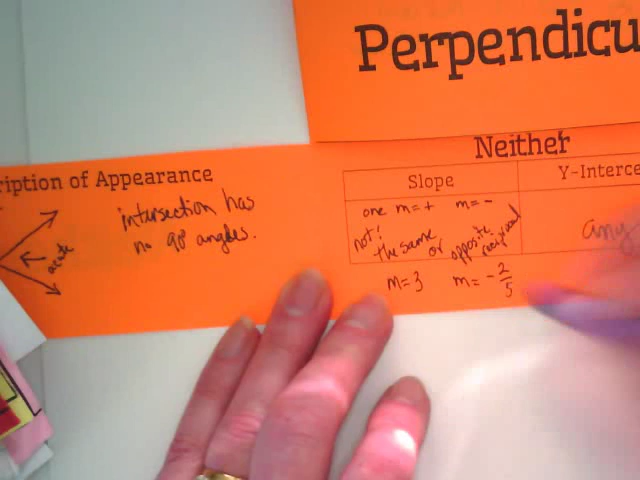 Perpendicu
Neither
ription of Appearance
Slope
Y-Interce
intersection has
no 90° angles.
acute
one m=+ m=-
not! the same or opposite reciprocal
any
m=3 m=-2/5